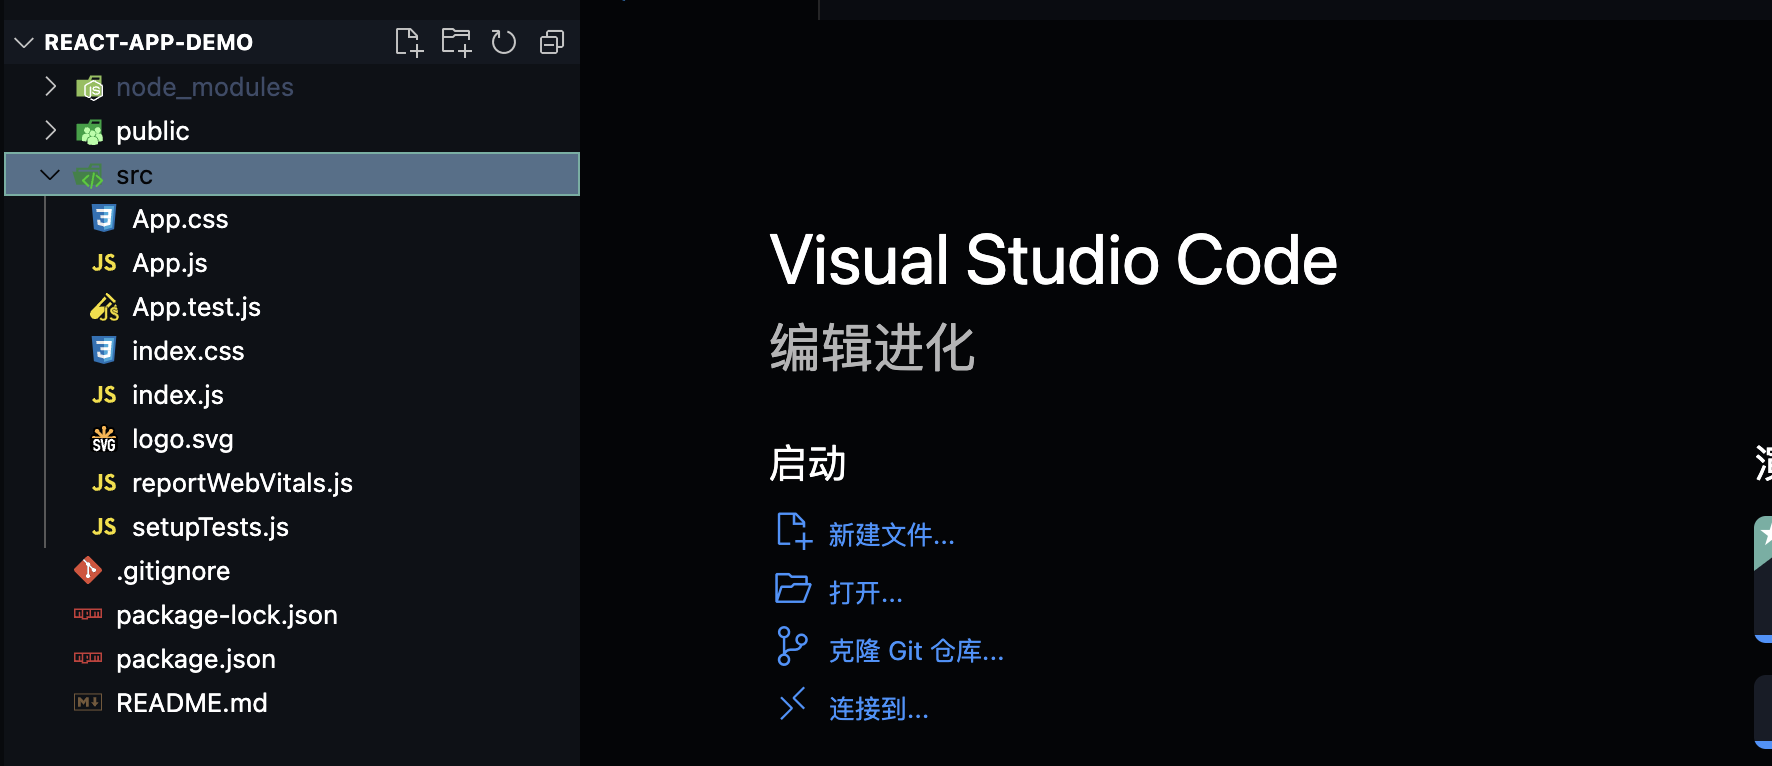 REACT-APP-DEMO
node_modules
public
src
App.css
App.js
App.test.js
index.css
index.js
logo.svg
reportWebVitals.js
setupTests.js
.gitignore
package-lock.json
package.json
README.md
Visual Studio Code
编辑进化
启动
新建文件...
打开...
克隆 Git 仓库...
连接到...